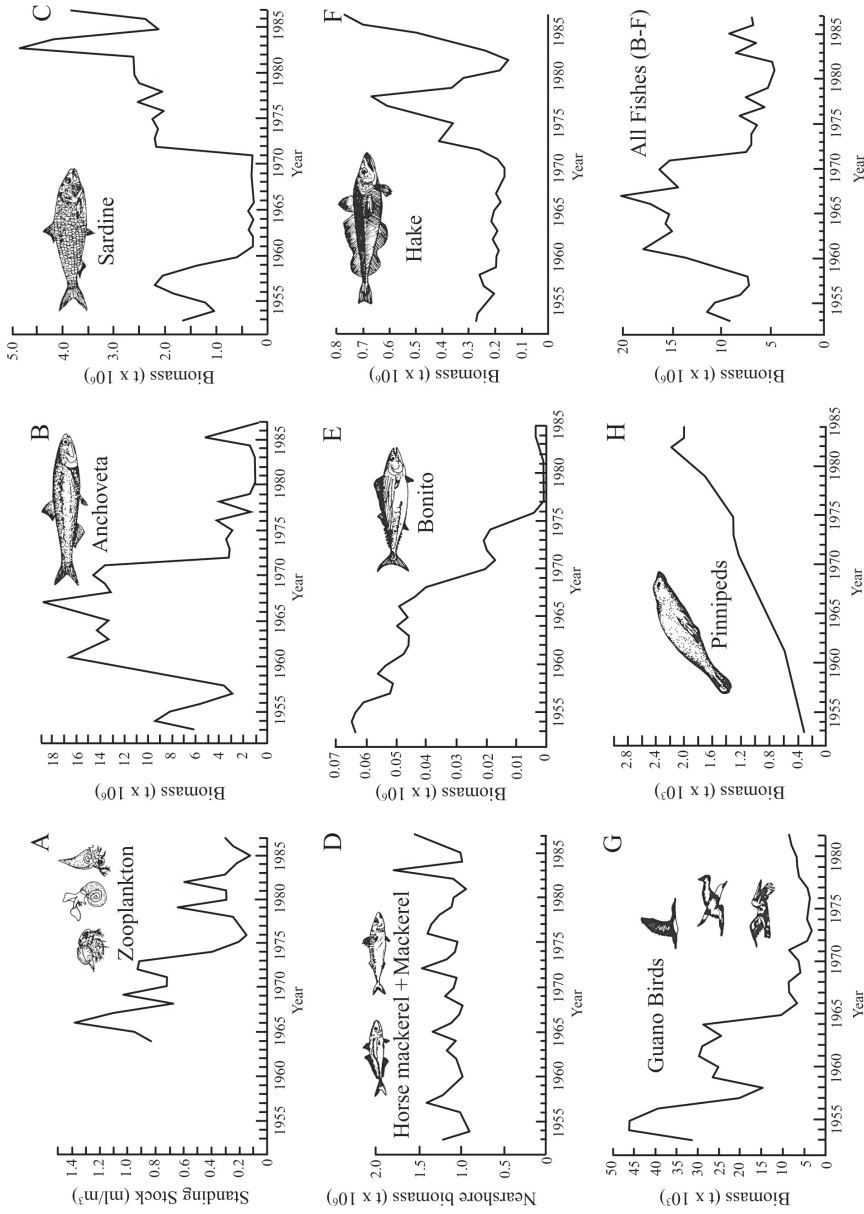 A
Zooplankton
Standing Stock (ml/m³)
1.5
1.4
1.2
1.0
0.8
0.6
0.4
0.2
0
1955 1960 1965 1970 1975 1980 1985
Year
B
Anchoveta
Biomass (t x 10⁶)
18
16
14
12
10
8
6
4
2
0
1955 1960 1965 1970 1975 1980 1985
Year
C
Sardine
Biomass (t x 10⁶)
5.0
4.0
3.0
2.0
1.0
0
1955 1960 1965 1970 1975 1980 1985
Year
D
Horse mackerel + Mackerel
Nearshore biomass
(t x 10⁶)
2.0
1.5
1.0
0.5
0
1955 1960 1965 1970 1975 1980 1985
Year
E
Bonito
Biomass (t x 10⁶)
0.07
0.06
0.05
0.04
0.03
0.02
0.01
0
1955 1960 1965 1970 1975 1980 1985
Year
F
Hake
Biomass (t x 10⁶)
0.8
0.7
0.6
0.5
0.4
0.3
0.2
0.1
0
1955 1960 1965 1970 1975 1980 1985
Year
G
Guano Birds
Biomass (t x 10³)
50
45
35
30
25
20
15
10
5
0
1955 1960 1965 1970 1975 1980
Year
H
Pinnipeds
Biomass (t x 10³)
2.8
2.4
2.0
1.6
1.2
0.8
0.4
0
1955 1960 1965 1970 1975 1980 1985
Year
All Fishes (B-F)
Biomass (t x 10⁶)
20
15
10
5
0
1955 1960 1965 1970 1975 1980 1985
Year